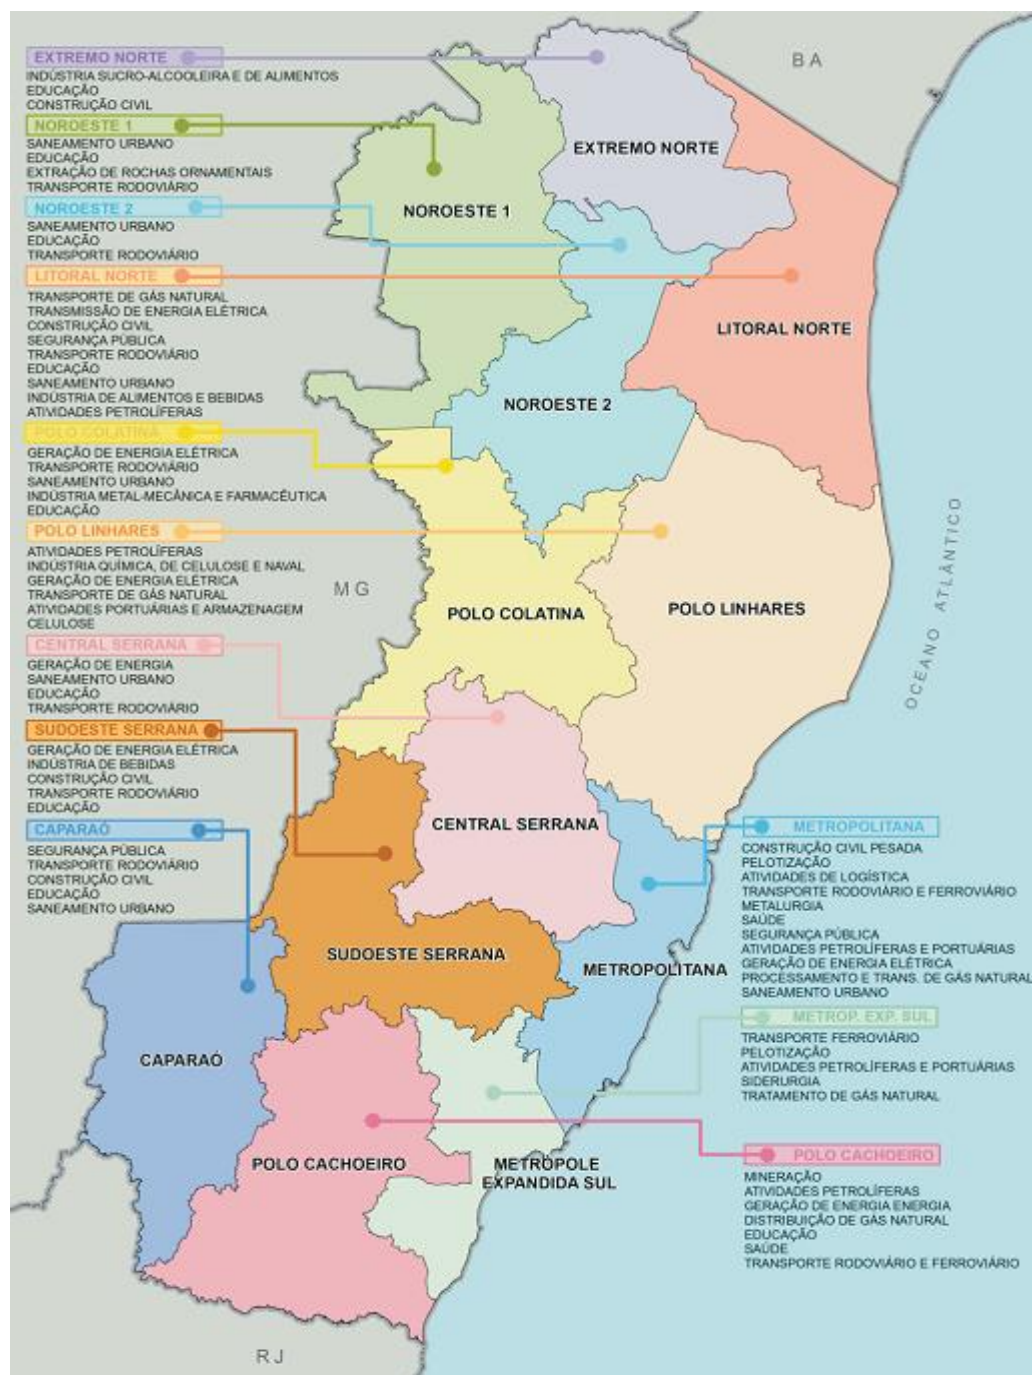 EXTREMO NORTE
INDÚSTRIA SUCRO-ALCOOLEIRA E DE ALIMENTOS
EDUCAÇÃO
CONSTRUÇÃO CIVIL
NOROESTE 1
SANEAMENTO URBANO
EDUCAÇÃO
EXTRAÇÃO DE ROCHAS ORNAMENTAIS
TRANSPORTE RODOVIÁRIO
NOROESTE 2
SANEAMENTO URBANO
EDUCAÇÃO
TRANSPORTE RODOVIÁRIO
LITORAL NORTE
TRANSPORTE DE GÁS NATURAL
TRANSMISSÃO DE ENERGIA ELÉTRICA
CONSTRUÇÃO CIVIL
SEGURANÇA PÚBLICA
TRANSPORTE RODOVIÁRIO
EDUCAÇÃO
SANEAMENTO URBANO
INDÚSTRIA DE ALIMENTOS E BEBIDAS
ATIVIDADES PETROLÍFERAS
POLO COLATINA
GERAÇÃO DE ENERGIA ELÉTRICA
TRANSPORTE RODOVIÁRIO
SANEAMENTO URBANO
INDÚSTRIA METAL-MECÂNICA E FARMACÊUTICA
EDUCAÇÃO
POLO LINHARES
ATIVIDADES PETROLÍFERAS
INDÚSTRIA QUÍMICA, DE CELULOSE E NAVAL
GERAÇÃO DE ENERGIA ELÉTRICA
TRANSPORTE DE GÁS NATURAL
ATIVIDADES PORTUÁRIAS E ARMAZENAGEM
CELULOSE
CENTRAL SERRANA
GERAÇÃO DE ENERGIA
SANEAMENTO URBANO
EDUCAÇÃO
TRANSPORTE RODOVIÁRIO
SUDOESTE SERRANA
GERAÇÃO DE ENERGIA ELÉTRICA
INDÚSTRIA DE BEBIDAS
CONSTRUÇÃO CIVIL
TRANSPORTE RODOVIÁRIO
EDUCAÇÃO
CAPARAÓ
SEGURANÇA PÚBLICA
TRANSPORTE RODOVIÁRIO
CONSTRUÇÃO CIVIL
EDUCAÇÃO
SANEAMENTO URBANO
BA
EXTREMO NORTE
NOROESTE 1
LITORAL NORTE
NOROESTE 2
MG
POLO COLATINA
POLO LINHARES
OCEANO ATLÂNTICO
CENTRAL SERRANA
SUDOESTE SERRANA
METROPOLITANA
CAPARAÓ
POLO CACHOEIRO
METRÓPOLE
EXPANDIDA SUL
RJ
METROPOLITANA
CONSTRUÇÃO CIVIL PESADA
PELOTIZAÇÃO
ATIVIDADES DE LOGÍSTICA
TRANSPORTE RODOVIÁRIO E FERROVIÁRIO
METALURGIA
SAÚDE
SEGURANÇA PÚBLICA
ATIVIDADES PETROLÍFERAS E PORTUÁRIAS
GERAÇÃO DE ENERGIA ELÉTRICA
PROCESSAMENTO E TRANS. DE GÁS NATURAL
SANEAMENTO URBANO
METROP. EXP. SUL
TRANSPORTE FERROVIÁRIO
PELOTIZAÇÃO
ATIVIDADES PETROLÍFERAS E PORTUÁRIAS
SIDERURGIA
TRATAMENTO DE GÁS NATURAL
POLO CACHOEIRO
MINERAÇÃO
ATIVIDADES PETROLÍFERAS
GERAÇÃO DE ENERGIA ENERGIA
DISTRIBUIÇÃO DE GÁS NATURAL
EDUCAÇÃO
SAÚDE
TRANSPORTE RODOVIÁRIO E FERROVIÁRIO